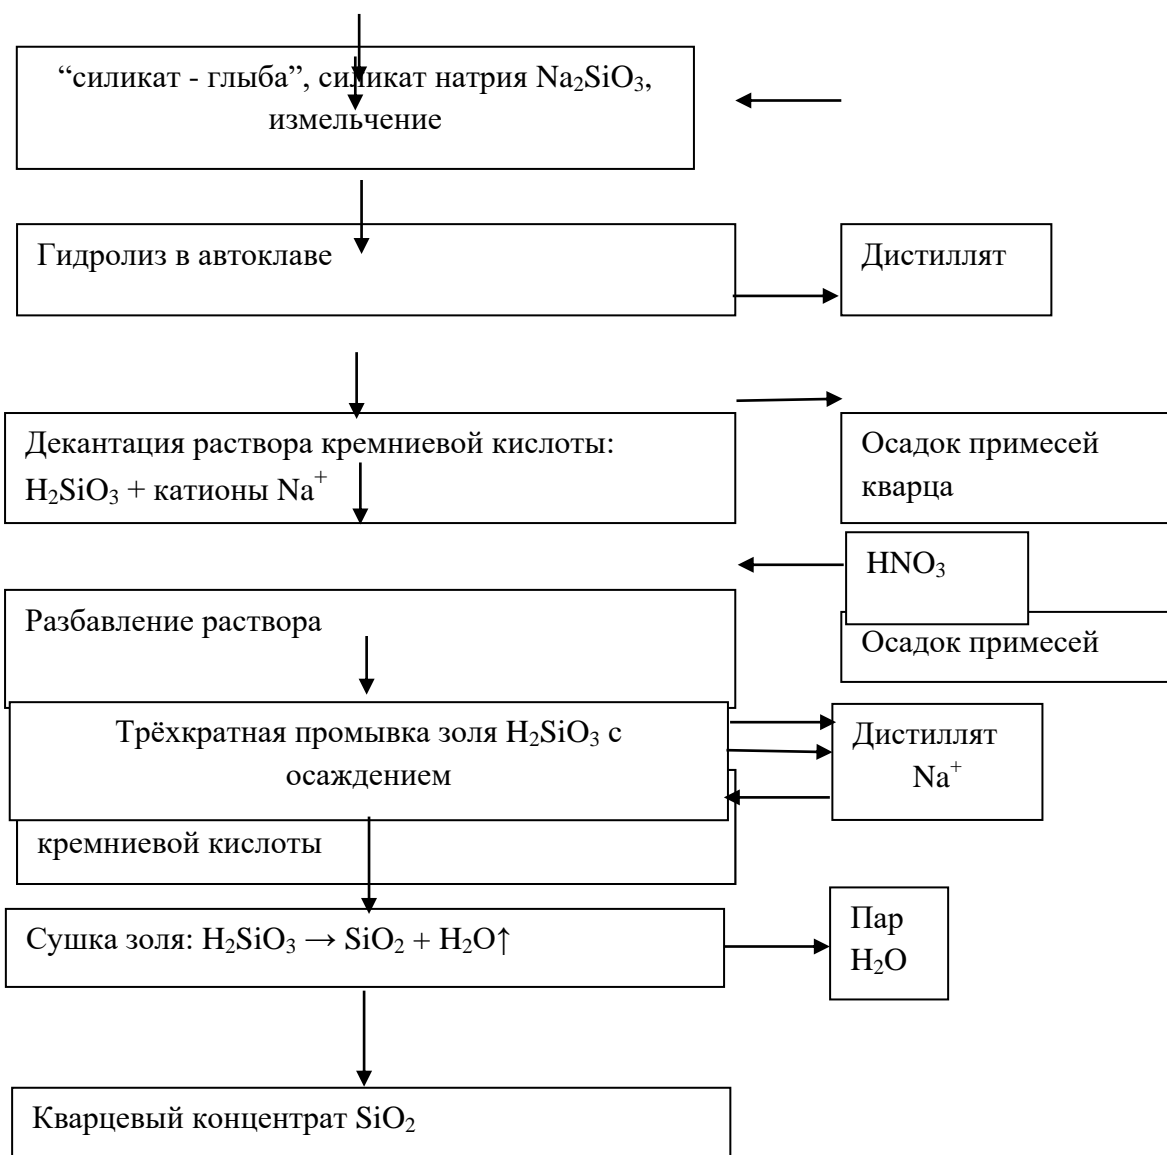 “силикат - глыба”, силикат натрия Na₂SiO₃,
измельчение
Гидролиз в автоклаве
Дистиллят
Декантация раствора кремниевой кислоты:
H₂SiO₃ + катионы Na⁺
Осадок примесей
кварца
HNO₃
Разбавление раствора
Осадок примесей
Трёхкратная промывка золя H₂SiO₃ с
осаждением
Дистиллят
Na⁺
кремниевой кислоты
Сушка золя: H₂SiO₃ → SiO₂ + H₂O↑
Пар
H₂O
Кварцевый концентрат SiO₂